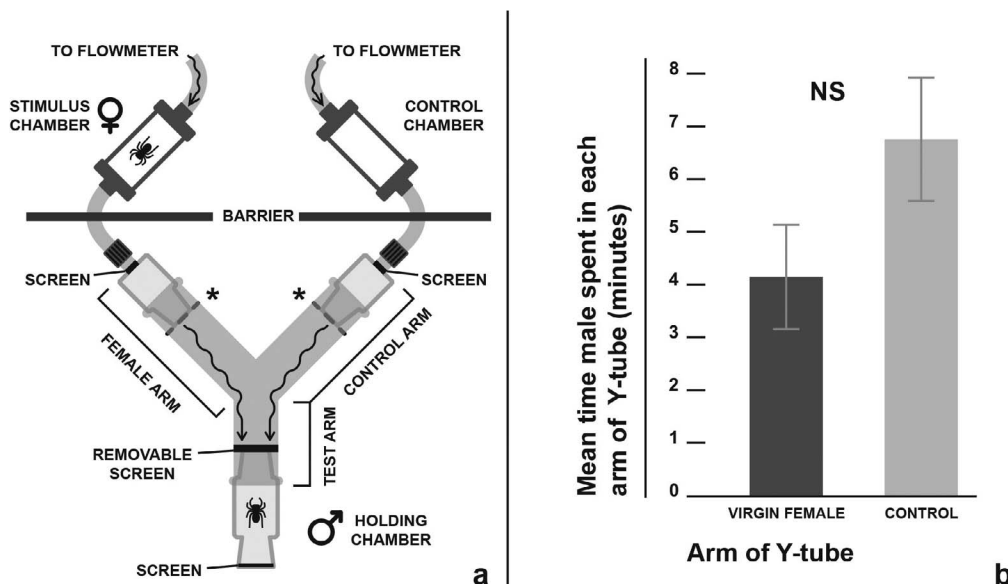 TO FLOWMETER
TO FLOWMETER
STIMULUS
CHAMBER
♀
CONTROL
CHAMBER
BARRIER
SCREEN
SCREEN
*
*
FEMALE ARM
CONTROL ARM
TEST ARM
REMOVABLE
SCREEN
♂
HOLDING
CHAMBER
SCREEN
a
Mean time male spent in each
arm of Y-tube (minutes)
8
7
6
5
4
3
2
1
0
NS
VIRGIN FEMALE
CONTROL
Arm of Y-tube
b